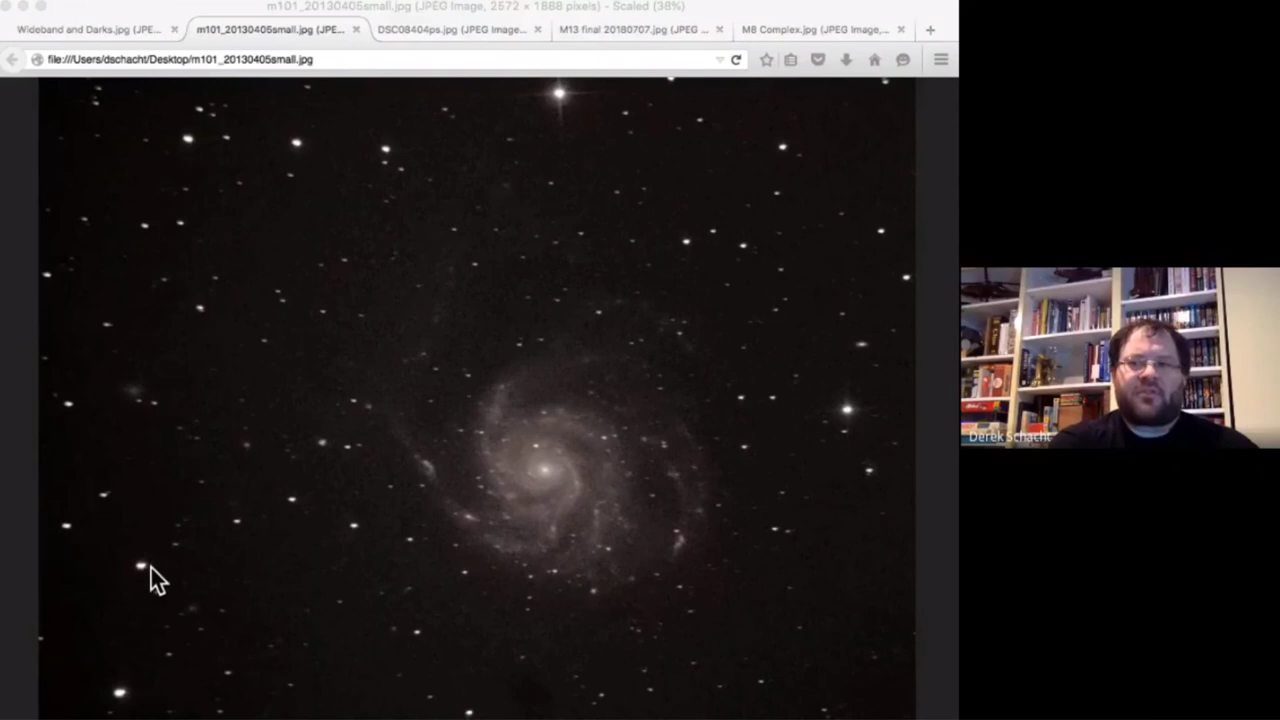 m101_20130405small.jpg (JPEG Image, 2572 × 1888 pixels) - Scaled (38%)
Wideband and Darks.jpg (JPE... × m101_20130405small.jpg (JPE... × DSC08404ps.jpg (JPEG Image... × M13 final 20180707.jpg (JPEG ... × M8 Complex.jpg (JPEG Image,... × +
file:///Users/dschacht/Desktop/m101_20130405small.jpg
Derek Schacht